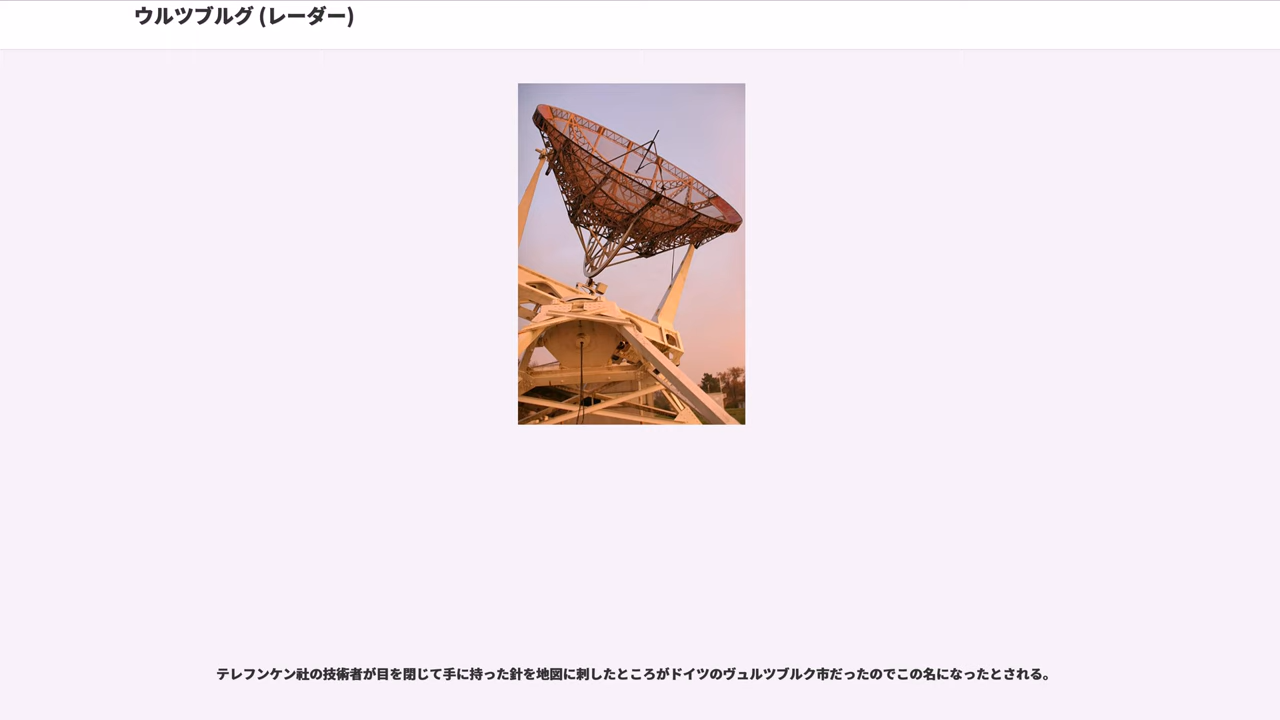 ウルツブルグ (レーダー)
テレフンケン社の技術者が目を閉じて手に持った針を地図に刺したところがドイツのヴュルツブルク市だったのでこの名になったとされる。